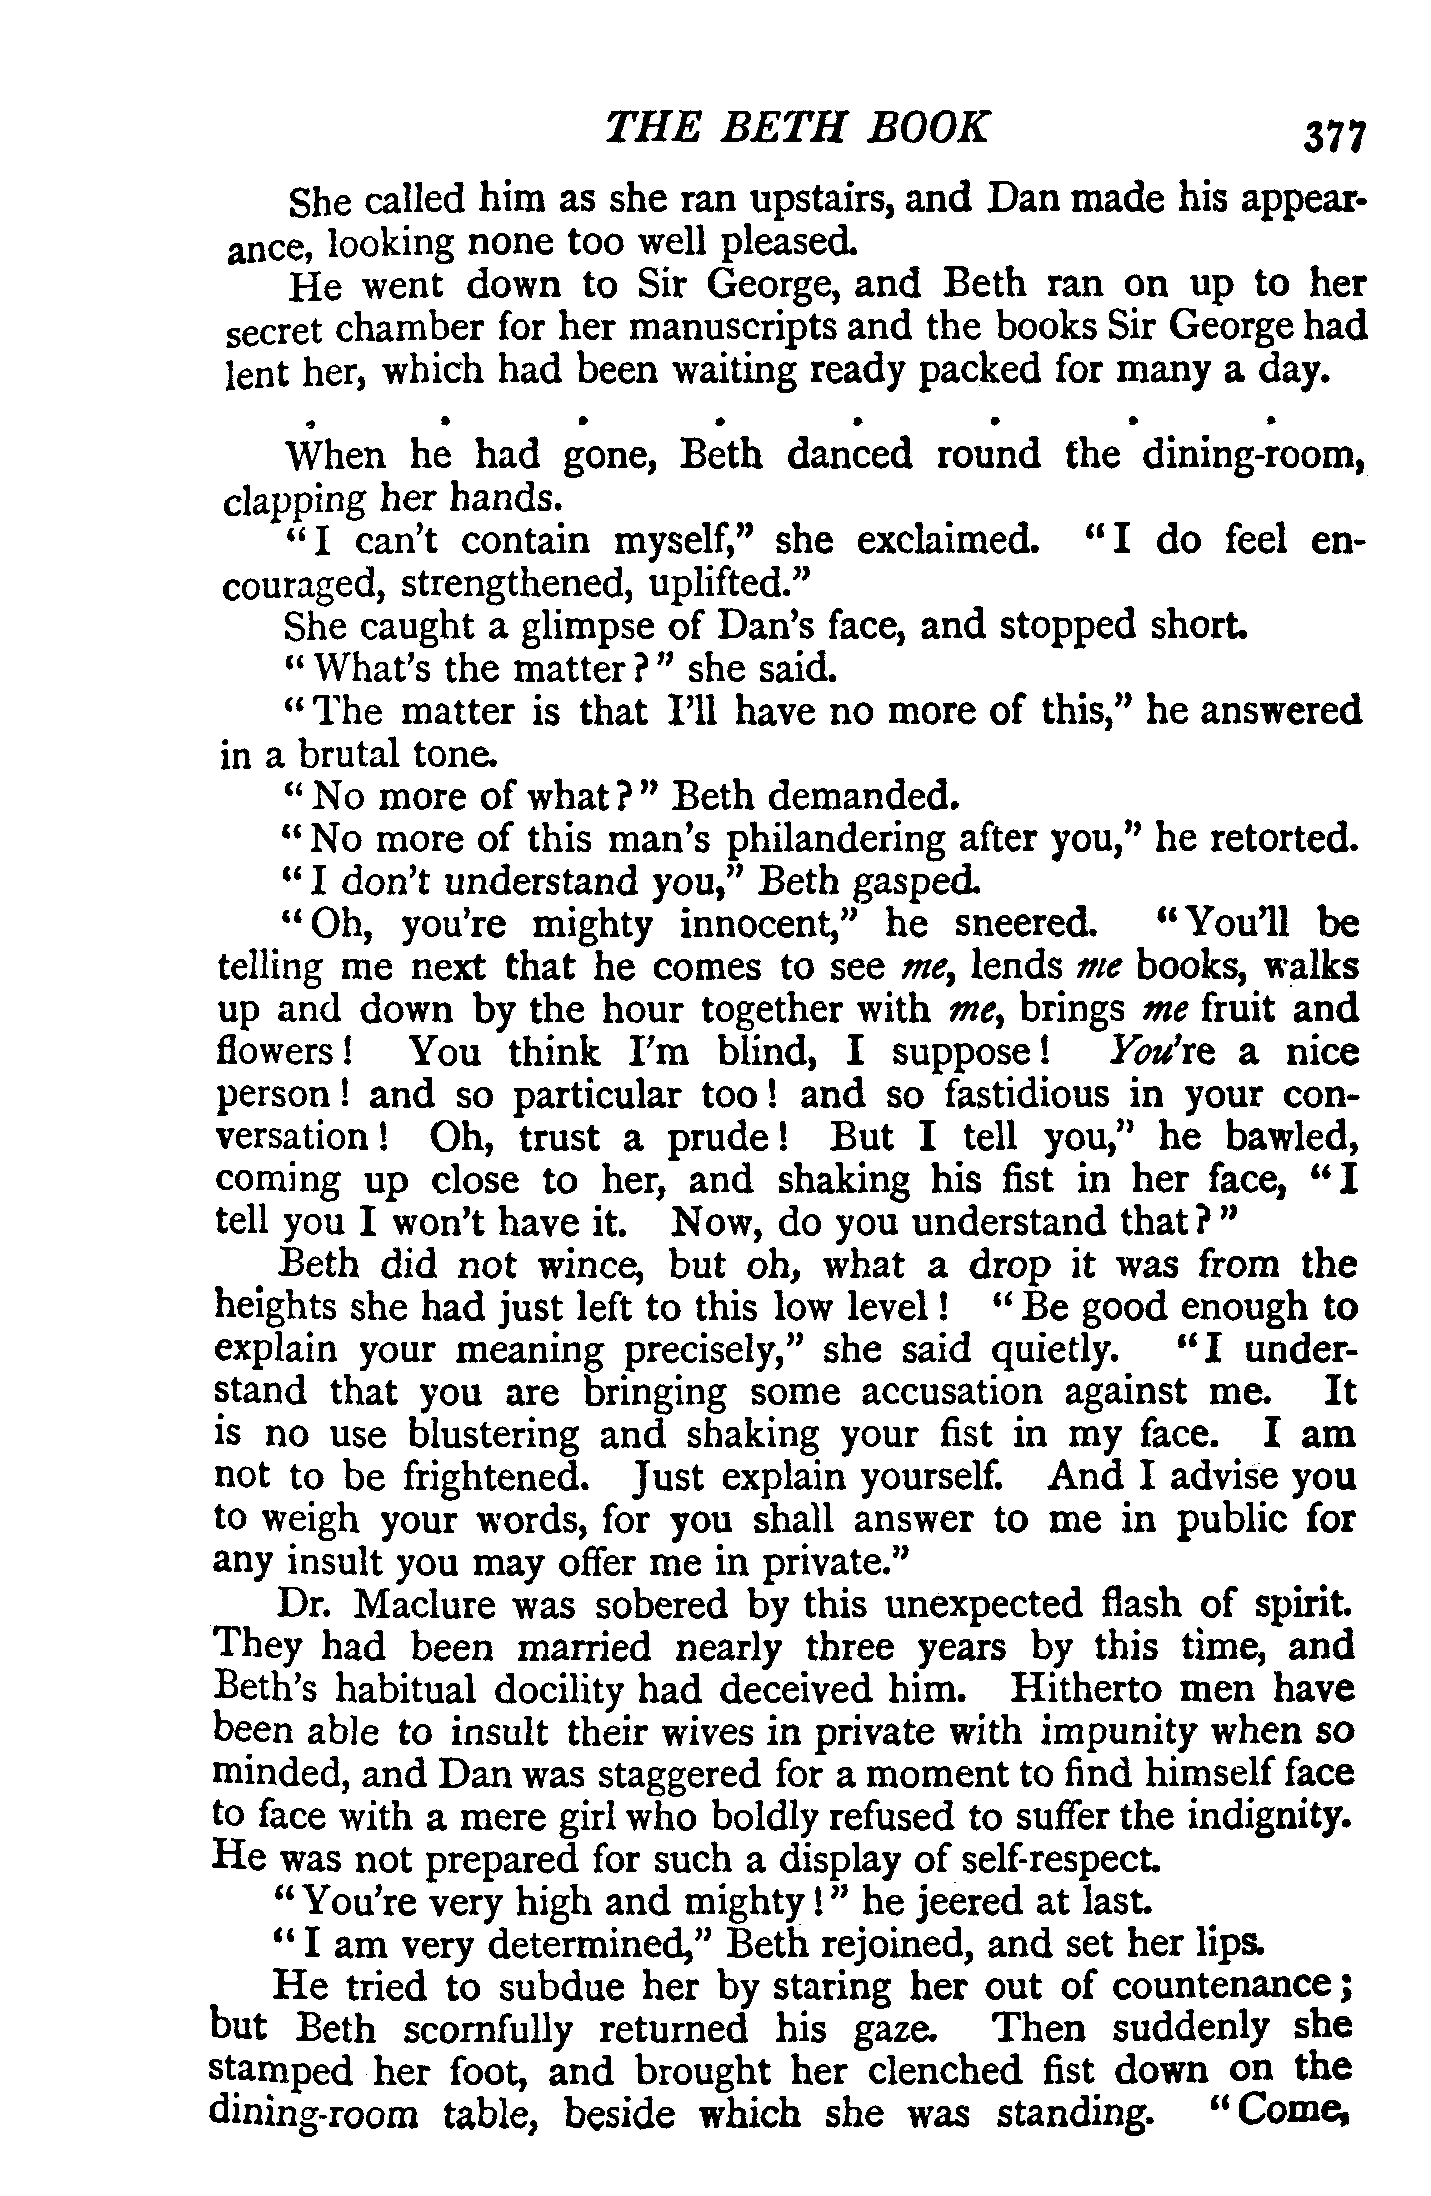 THE BETH BOOK 377
She called him as she ran upstairs, and Dan made his appear-
ance, looking none too well pleased.
He went down to Sir George, and Beth ran on up to her
secret chamber for her manuscripts and the books Sir George had
lent her, which had been waiting ready packed for many a day.
. . . . . . . .
When he had gone, Beth danced round the dining-room,
clapping her hands.
“I can't contain myself,” she exclaimed. “I do feel en-
couraged, strengthened, uplifted.”
She caught a glimpse of Dan's face, and stopped short.
“What's the matter?” she said.
“The matter is that I'll have no more of this,” he answered
in a brutal tone.
“No more of what?” Beth demanded.
“No more of this man's philandering after you,” he retorted.
“I don't understand you,” Beth gasped.
“Oh, you're mighty innocent,” he sneered. “You'll be
telling me next that he comes to see me, lends me books, walks
up and down by the hour together with me, brings me fruit and
flowers! You think I'm blind, I suppose! You're a nice
person! and so particular too! and so fastidious in your con-
versation! Oh, trust a prude! But I tell you,” he bawled,
coming up close to her, and shaking his fist in her face, “I
tell you I won't have it. Now, do you understand that?”
Beth did not wince, but oh, what a drop it was from the
heights she had just left to this low level! “Be good enough to
explain your meaning precisely,” she said quietly. “I under-
stand that you are bringing some accusation against me. It
is no use blustering and shaking your fist in my face. I am
not to be frightened. Just explain yourself. And I advise you
to weigh your words, for you shall answer to me in public for
any insult you may offer me in private.”
Dr. Maclure was sobered by this unexpected flash of spirit.
They had been married nearly three years by this time, and
Beth's habitual docility had deceived him. Hitherto men have
been able to insult their wives in private with impunity when so
minded, and Dan was staggered for a moment to find himself face
to face with a mere girl who boldly refused to suffer the indignity.
He was not prepared for such a display of self-respect.
“You're very high and mighty!” he jeered at last.
“I am very determined,” Beth rejoined, and set her lips.
He tried to subdue her by staring her out of countenance;
but Beth scornfully returned his gaze. Then suddenly she
stamped her foot, and brought her clenched fist down on the
dining-room table, beside which she was standing. “Come,